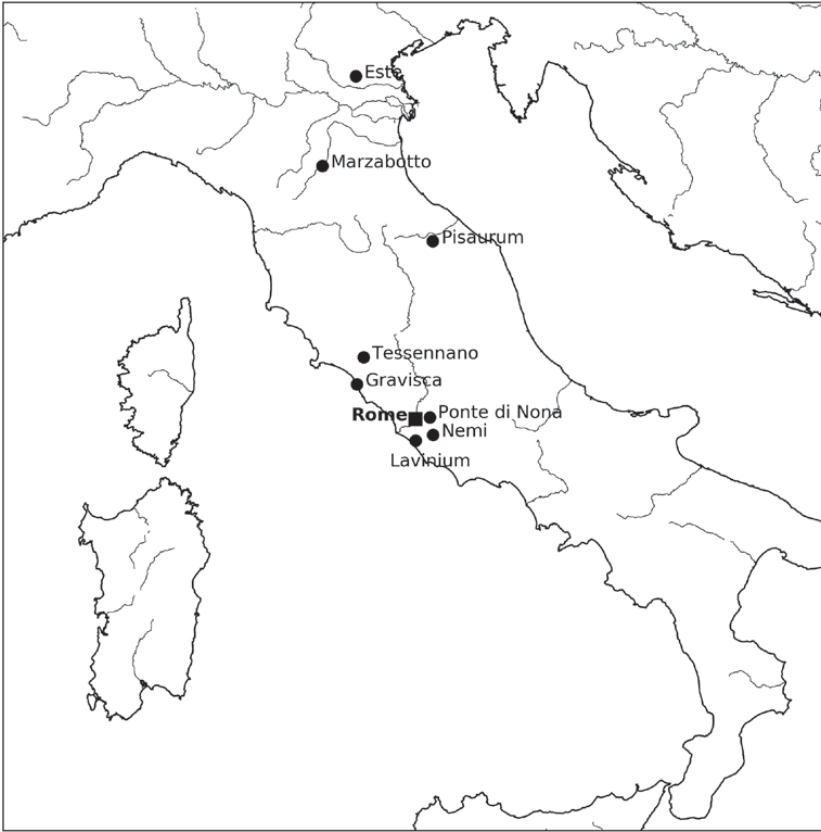 Este
Marzabotto
Pisaurum
Tessennano
Gravisca
Rome
Ponte di Nona
Nemi
Lavinium